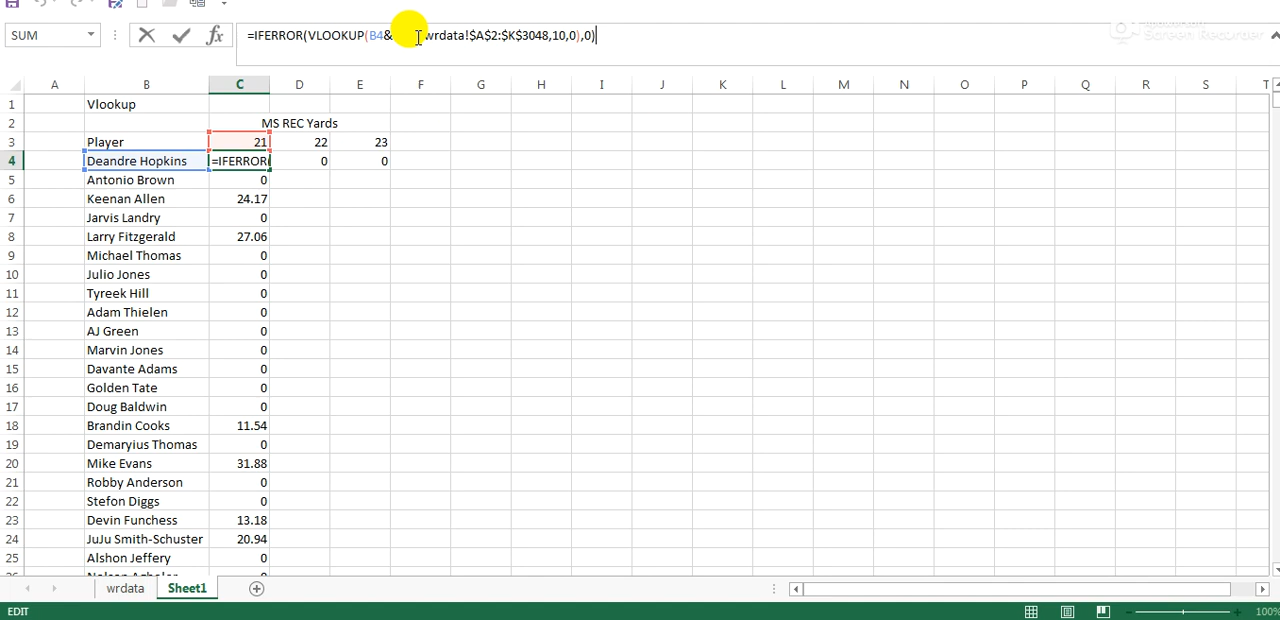 SUM
=IFERROR(VLOOKUP(B4& wrdata!$A$2:$K$3048,10,0),0)
Screen Recorder
A B C D E F G H I J K L M N O P Q R S T
1 Vlookup
2 MS REC Yards
3 Player 21 22 23
4 Deandre Hopkins =IFERROR( 0 0
5 Antonio Brown 0
6 Keenan Allen 24.17
7 Jarvis Landry 0
8 Larry Fitzgerald 27.06
9 Michael Thomas 0
10 Julio Jones 0
11 Tyreek Hill 0
12 Adam Thielen 0
13 AJ Green 0
14 Marvin Jones 0
15 Davante Adams 0
16 Golden Tate 0
17 Doug Baldwin 0
18 Brandin Cooks 11.54
19 Demaryius Thomas 0
20 Mike Evans 31.88
21 Robby Anderson 0
22 Stefon Diggs 0
23 Devin Funchess 13.18
24 JuJu Smith-Schuster 20.94
25 Alshon Jeffery 0
wrdata Sheet1
EDIT 100%